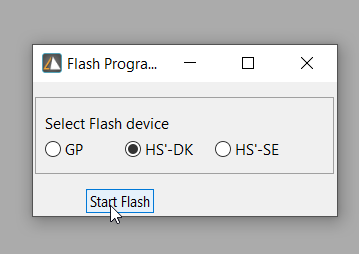 Flash Progra...
Select Flash device
GP HS'-DK HS'-SE
Start Flash